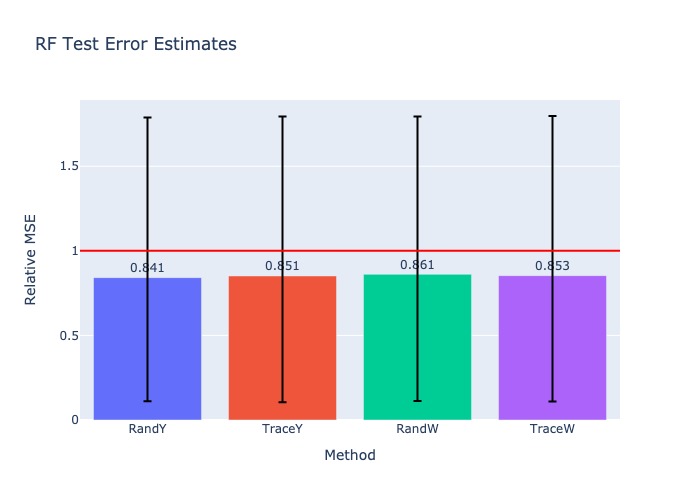 RF Test Error Estimates
Relative MSE
1.5
1
0.5
0
0.841
0.851
0.861
0.853
RandY
TraceY
RandW
TraceW
Method